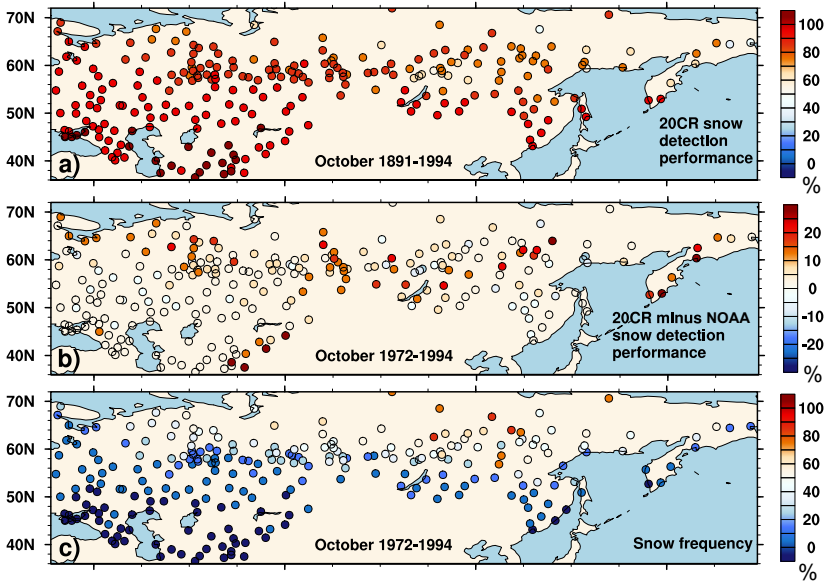 70N
60N
50N
40N
a)
October 1891-1994
20CR snow
detection
performance
100
80
60
40
20
0
%
70N
60N
50N
40N
b)
October 1972-1994
20CR mInus NOAA
snow detection
performance
20
10
0
-10
-20
%
70N
60N
50N
40N
c)
October 1972-1994
Snow frequency
100
80
60
40
20
0
%